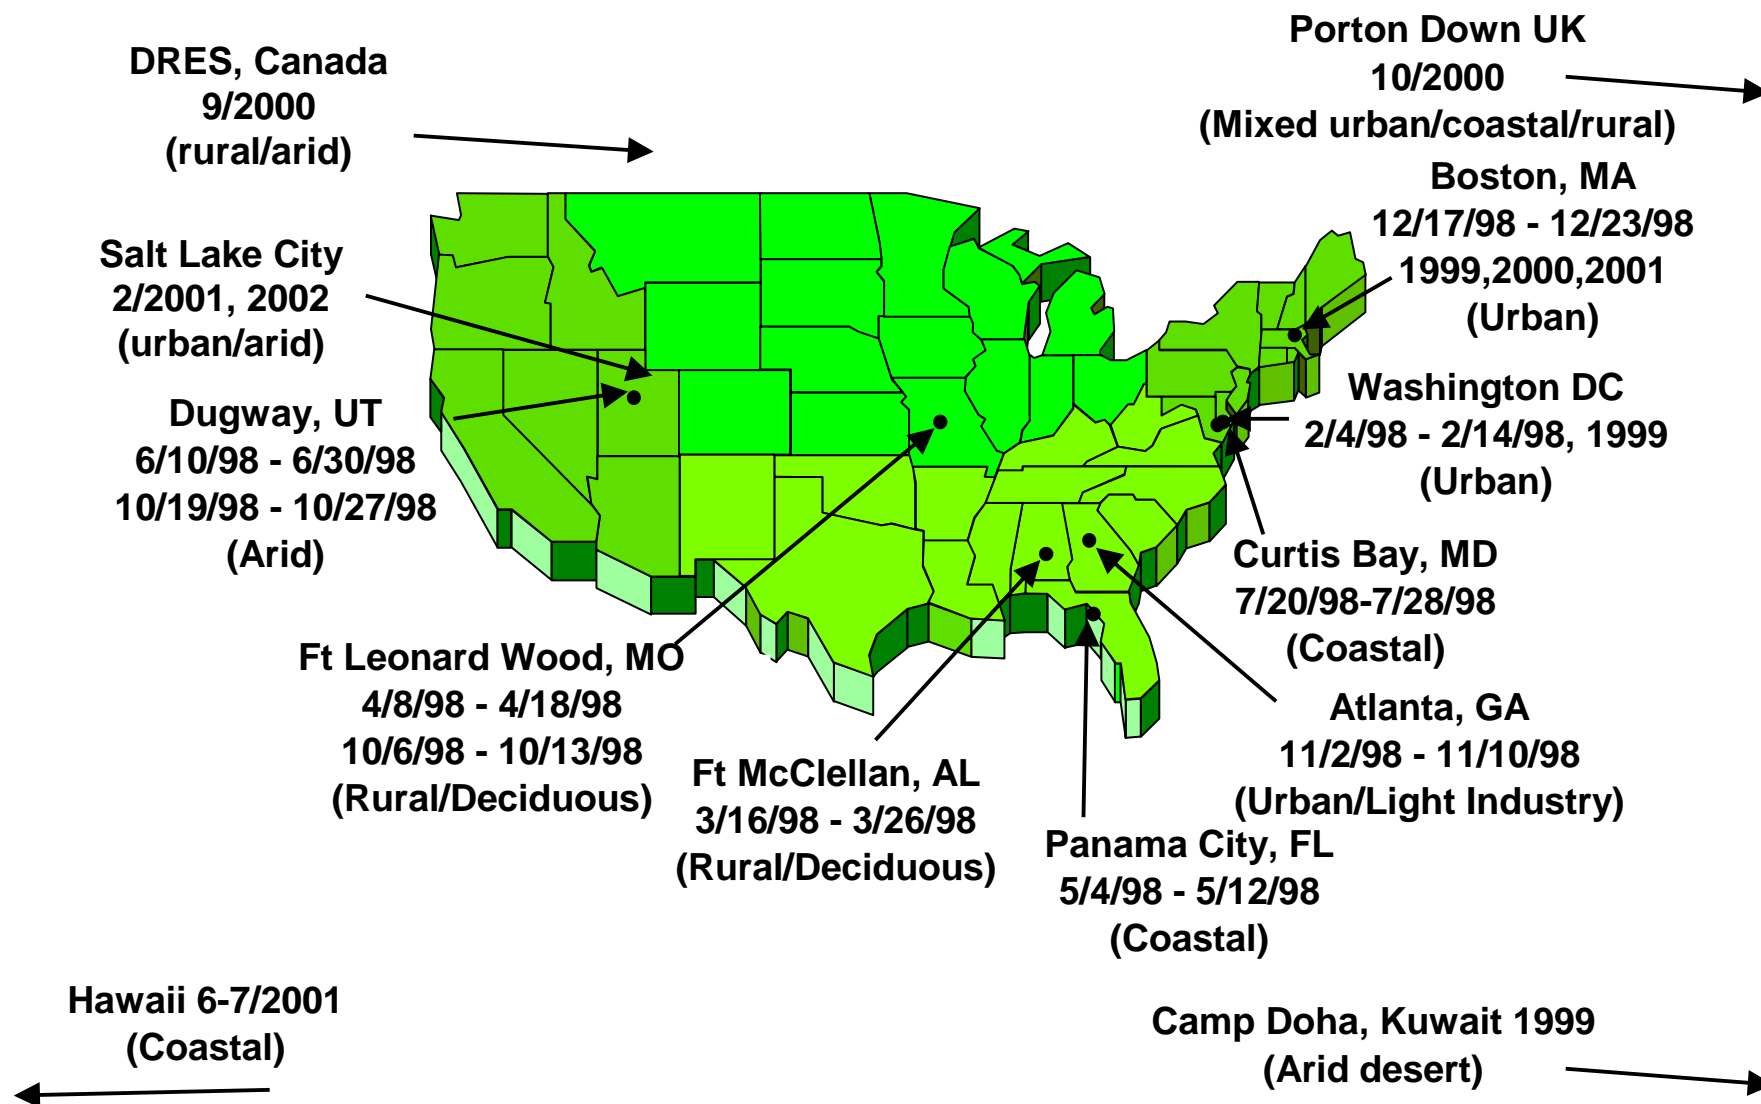 DRES, Canada
9/2000
(rural/arid)
Porton Down UK
10/2000
(Mixed urban/coastal/rural)
Boston, MA
12/17/98 - 12/23/98
1999,2000,2001
(Urban)
Salt Lake City
2/2001, 2002
(urban/arid)
Dugway, UT
6/10/98 - 6/30/98
10/19/98 - 10/27/98
(Arid)
Washington DC
2/4/98 - 2/14/98, 1999
(Urban)
Curtis Bay, MD
7/20/98-7/28/98
(Coastal)
Ft Leonard Wood, MO
4/8/98 - 4/18/98
10/6/98 - 10/13/98
(Rural/Deciduous)
Ft McClellan, AL
3/16/98 - 3/26/98
(Rural/Deciduous)
Atlanta, GA
11/2/98 - 11/10/98
(Urban/Light Industry)
Panama City, FL
5/4/98 - 5/12/98
(Coastal)
Hawaii 6-7/2001
(Coastal)
Camp Doha, Kuwait 1999
(Arid desert)